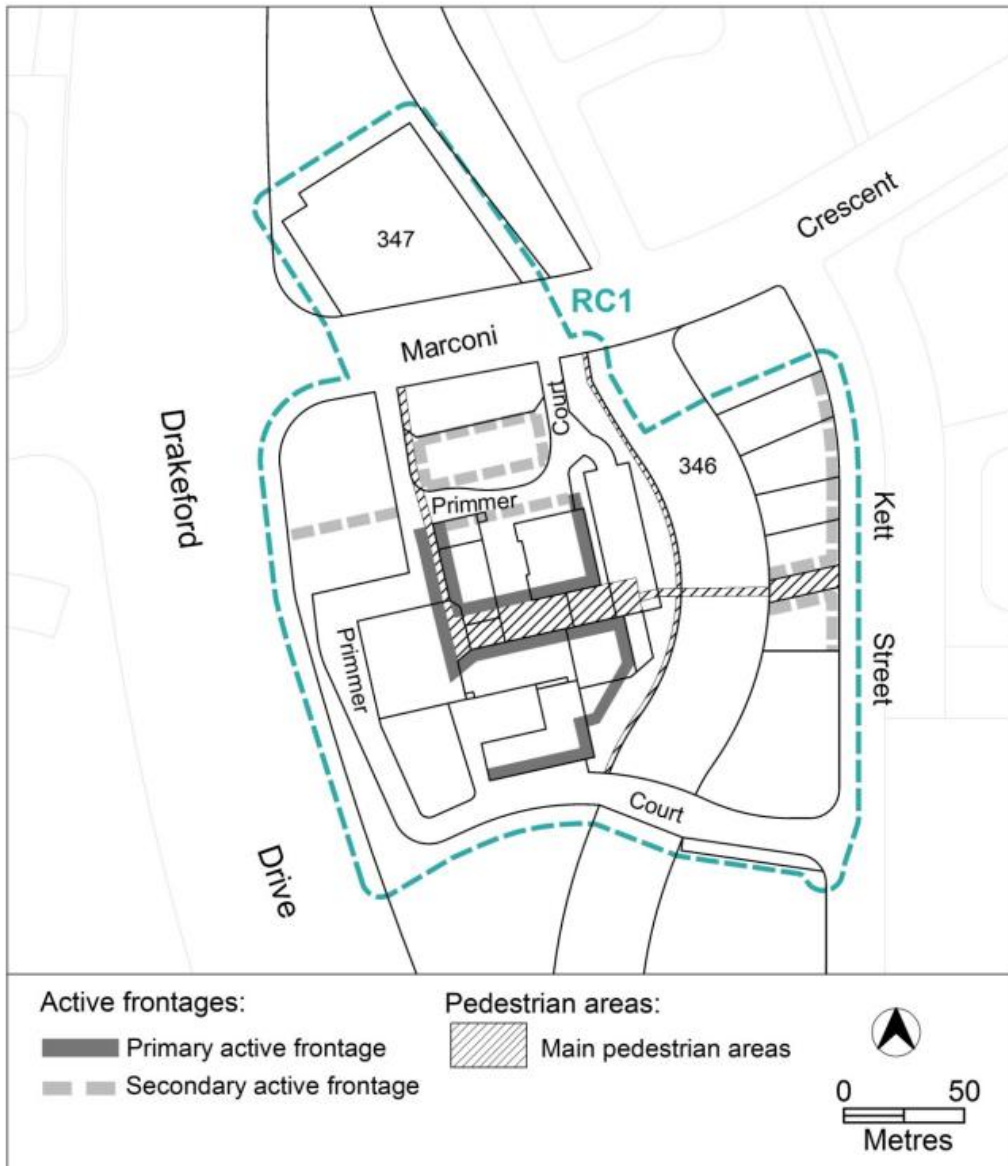 347
Crescent
RC1
Marconi
Court
Drakeford
346
Primmer
Kett
Primmer
Street
Court
Drive
Active frontages:
Primary active frontage
Secondary active frontage
Pedestrian areas:
Main pedestrian areas
0 50
Metres